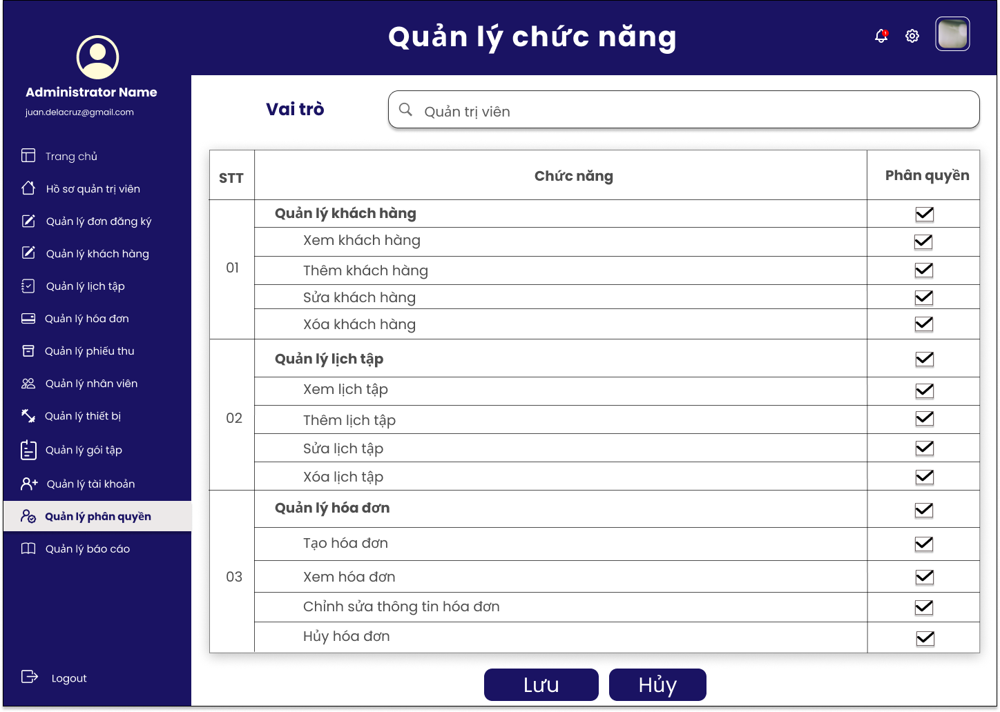 Quản lý chức năng
1
Administrator Name
juan.delacruz@gmail.com
Trang chủ
Hồ sơ quản trị viên
Quản lý đơn đăng ký
Quản lý khách hàng
Quản lý lịch tập
Quản lý hóa đơn
Quản lý phiếu thu
Quản lý nhân viên
Quản lý thiết bị
Quản lý gói tập
Quản lý tài khoản
Quản lý phân quyền
Quản lý báo cáo
Logout
Vai trò
Quản trị viên
STT Chức năng Phân quyền
01
Quản lý khách hàng
Xem khách hàng
Thêm khách hàng
Sửa khách hàng
Xóa khách hàng
02
Quản lý lịch tập
Xem lịch tập
Thêm lịch tập
Sửa lịch tập
Xóa lịch tập
03
Quản lý hóa đơn
Tạo hóa đơn
Xem hóa đơn
Chỉnh sửa thông tin hóa đơn
Hủy hóa đơn
Lưu Hủy